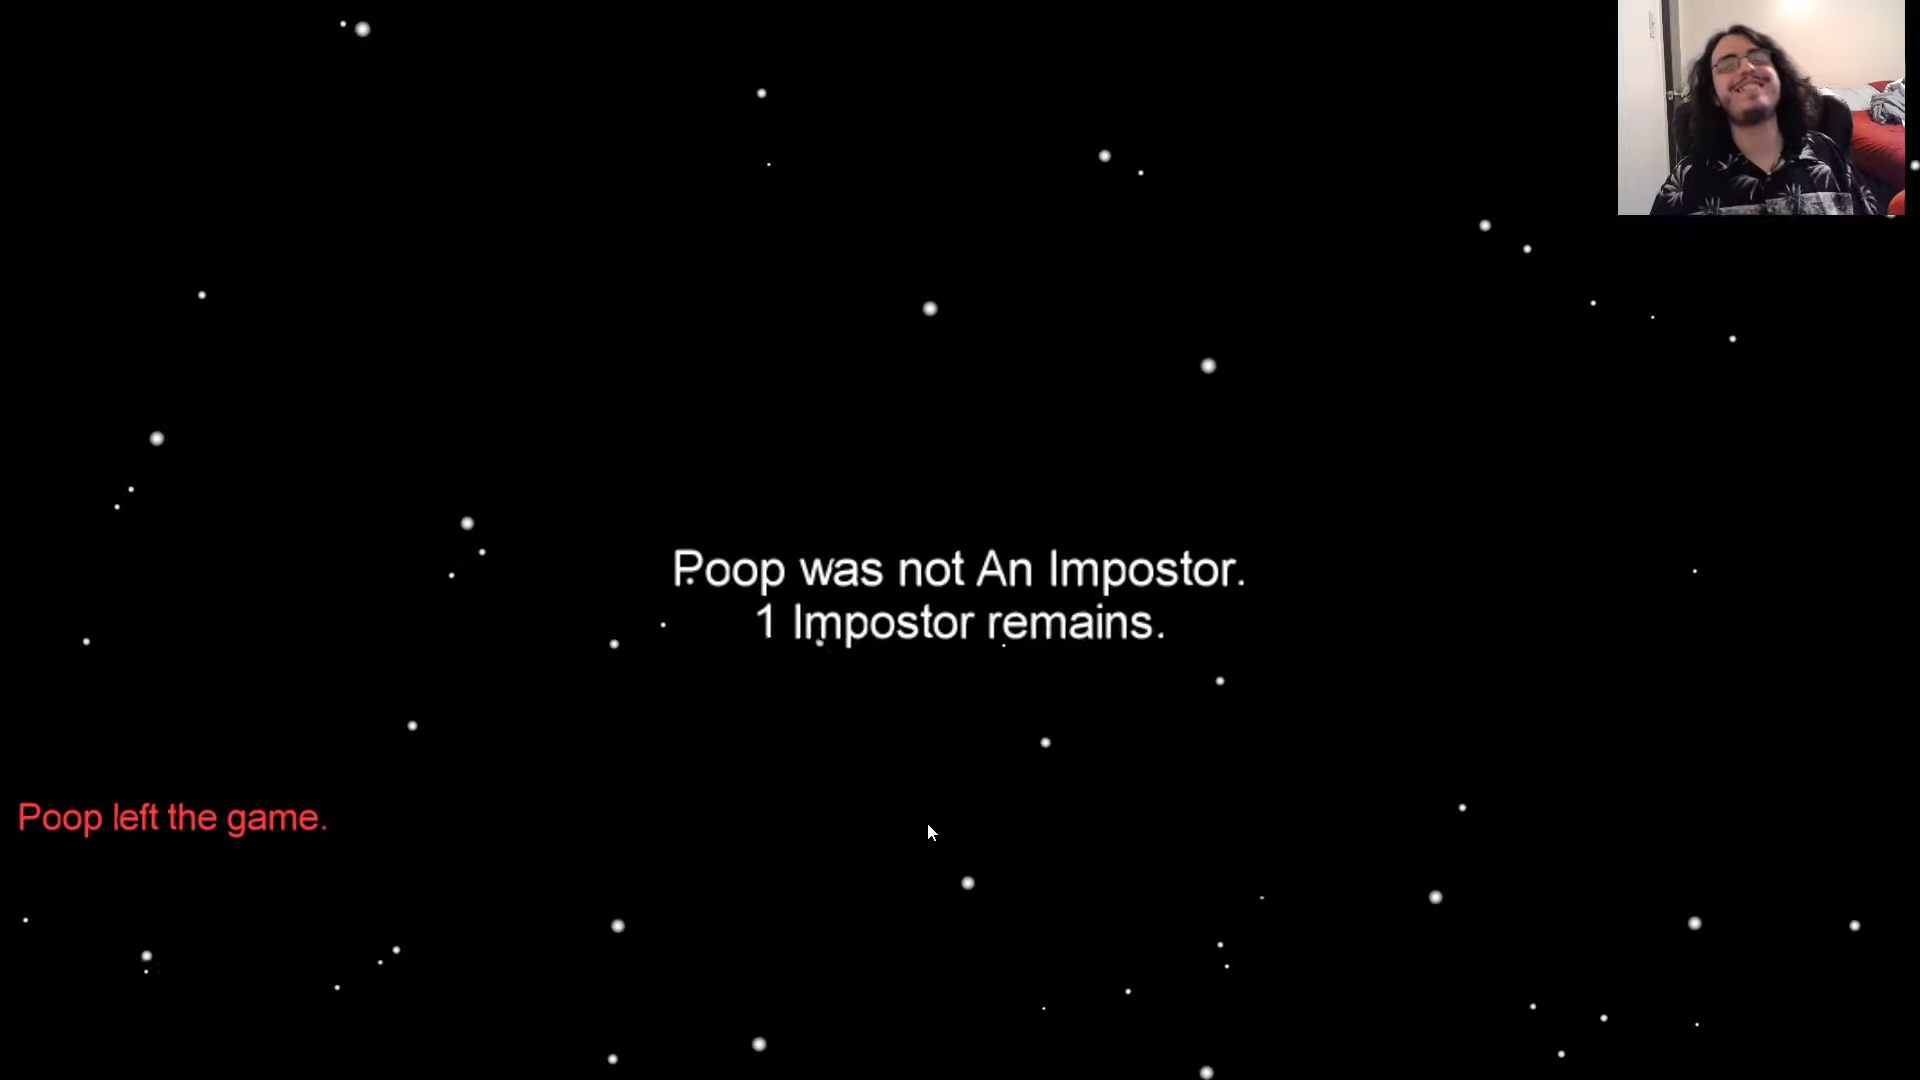 Poop was not An Impostor.
1 Impostor remains.
Poop left the game.